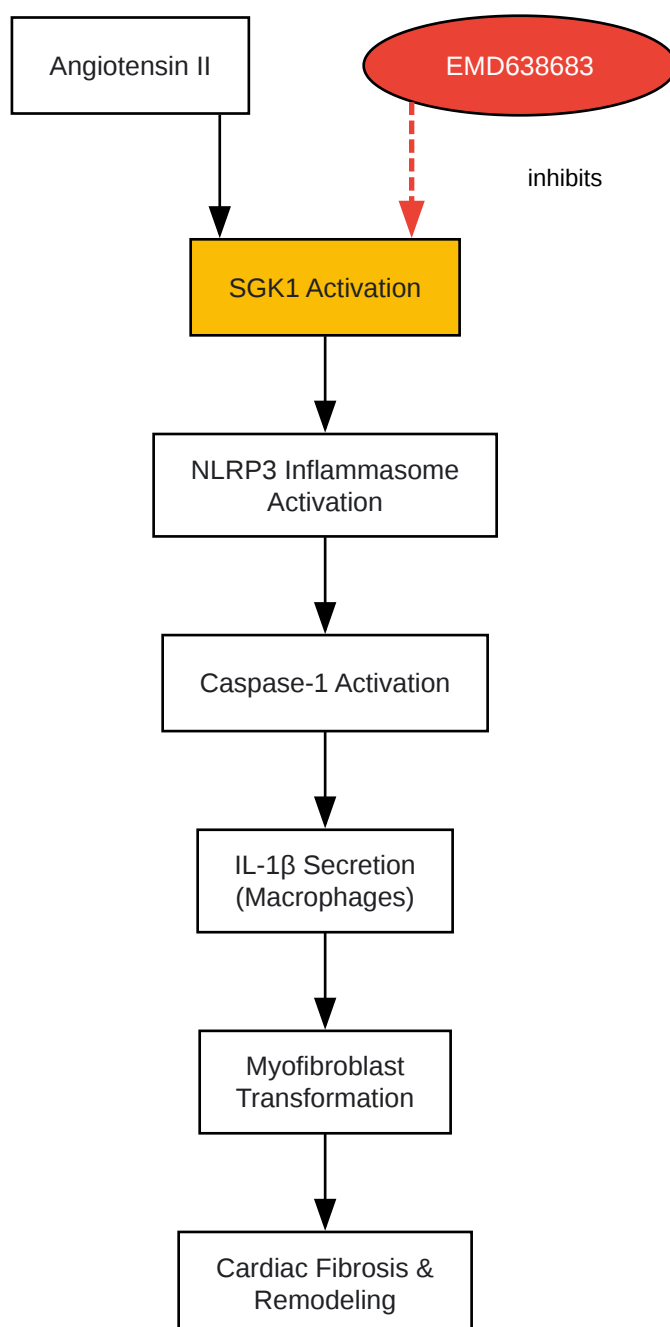 Angiotensin II
EMD638683
inhibits
SGK1 Activation
NLRP3 Inflammasome
Activation
Caspase-1 Activation
IL-1β Secretion
(Macrophages)
Myofibroblast
Transformation
Cardiac Fibrosis &
Remodeling